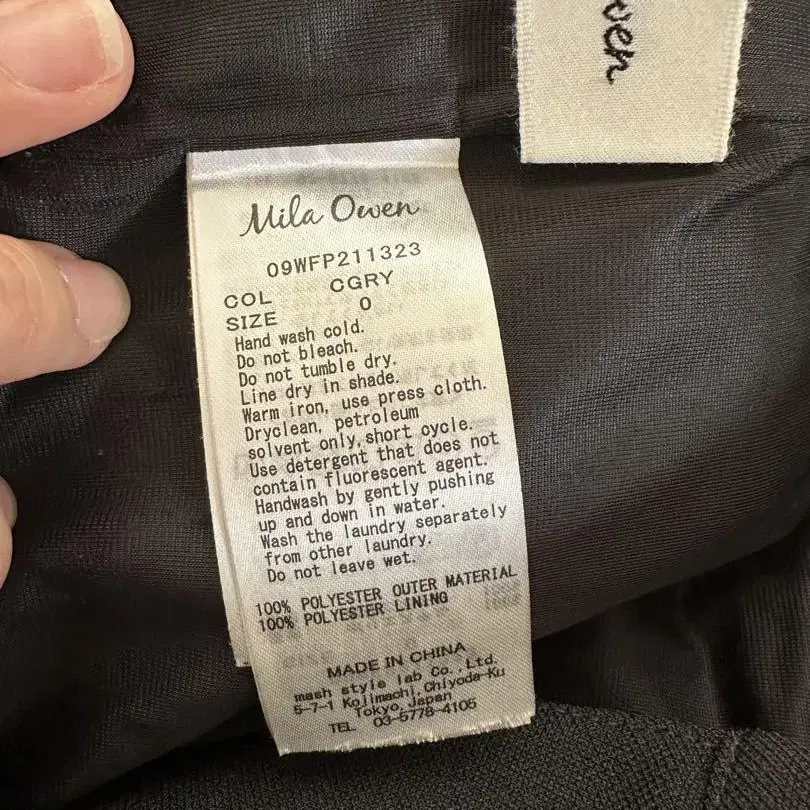 wen
Mila Owen
09WFP211323
COL CGRY
SIZE 0
Hand wash cold.
Do not bleach.
Do not tumble dry.
Line dry in shade.
Warm iron, use press cloth.
Dryclean, petroleum
solvent only, short cycle.
Use detergent that does not
contain fluorescent agent.
Handwash by gently pushing
up and down in water.
Wash the laundry separately
from other laundry.
Do not leave wet.
100% POLYESTER OUTER MATERIAL
100% POLYESTER LINING
MADE IN CHINA
mash style lab Co.,Ltd.
5-7-1 Kojimachi, Chiyoda-Ku
Tokyo, Japan
TEL 03-5778-4105